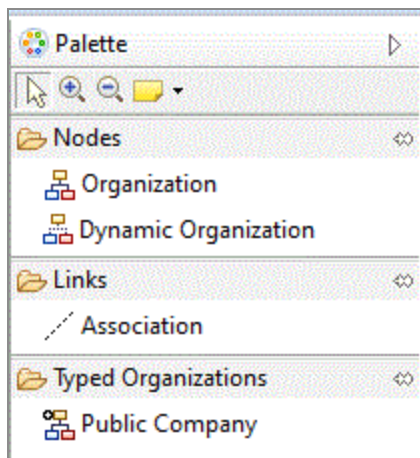 Palette
Nodes
Organization
Dynamic Organization
Links
Association
Typed Organizations
Public Company